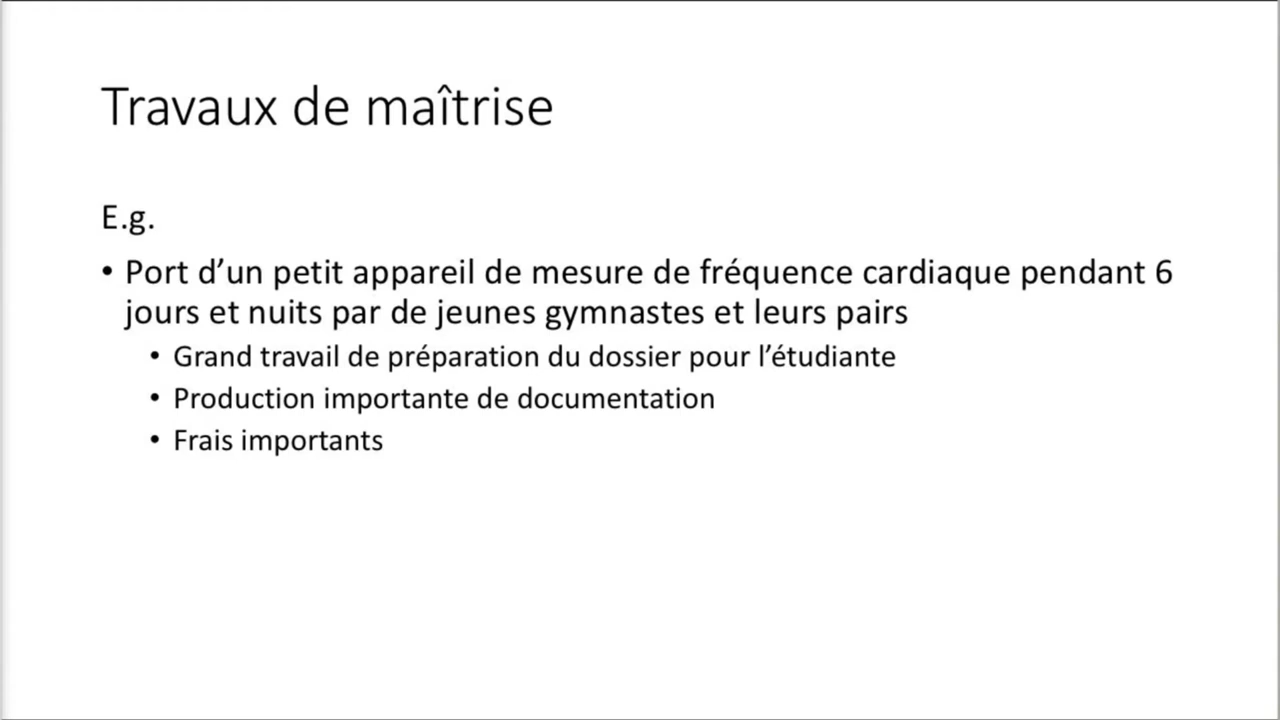 Travaux de maîtrise
E.g.
• Port d’un petit appareil de mesure de fréquence cardiaque pendant 6
jours et nuits par de jeunes gymnastes et leurs pairs
• Grand travail de préparation du dossier pour l’étudiante
• Production importante de documentation
• Frais importants